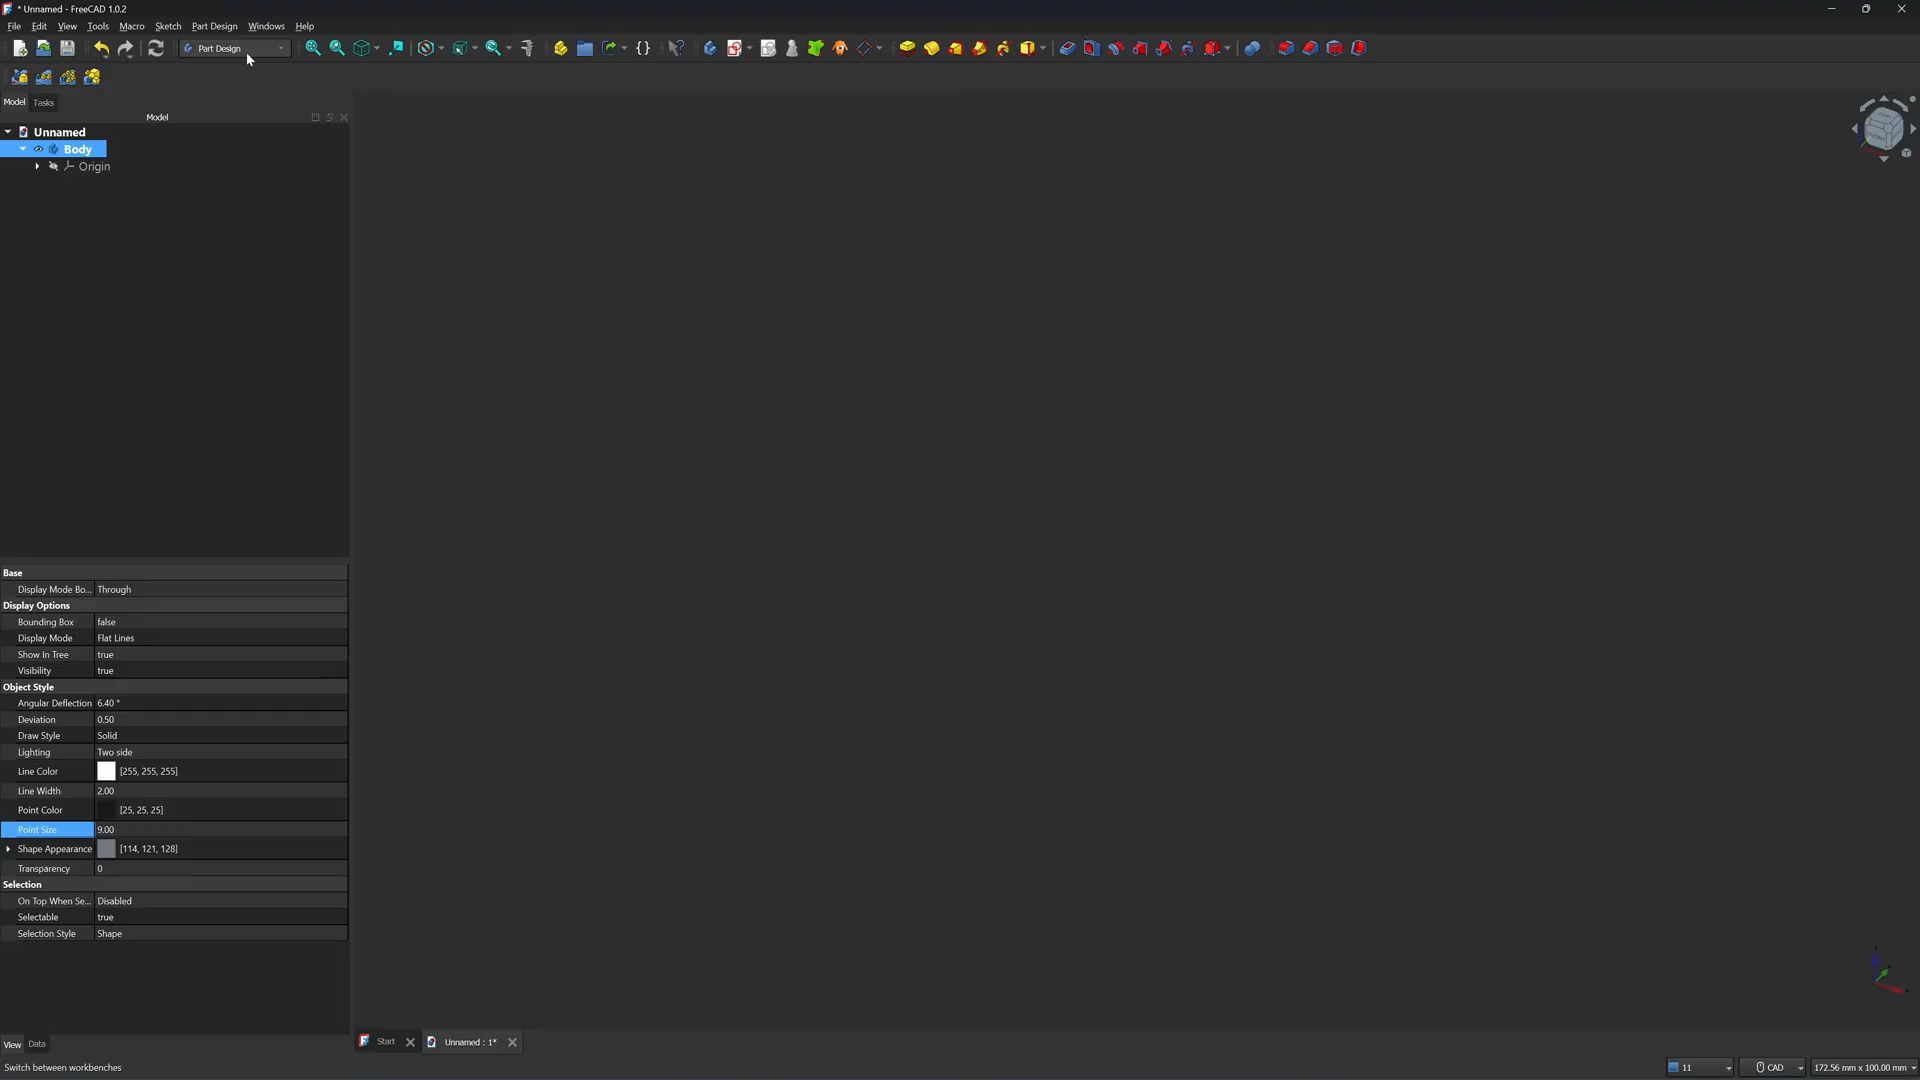 * Unnamed - FreeCAD 1.0.2
File Edit View Tools Macro Sketch Part Design Windows Help
Part Design
Model Tasks
Model
Unnamed
Body
Origin
Base
Display Mode Bo... Through
Display Options
Bounding Box false
Display Mode Flat Lines
Show In Tree true
Visibility true
Object Style
Angular Deflection 6.40 °
Deviation 0.50
Draw Style Solid
Lighting Two side
Line Color [255, 255, 255]
Line Width 2.00
Point Color [25, 25, 25]
Point Size 9.00
Shape Appearance [114, 121, 128]
Transparency 0
Selection
On Top When Se... Disabled
Selectable true
Selection Style Shape
View Data
Start Unnamed : 1*
Switch between workbenches
11 CAD 172.56 mm x 100.00 mm